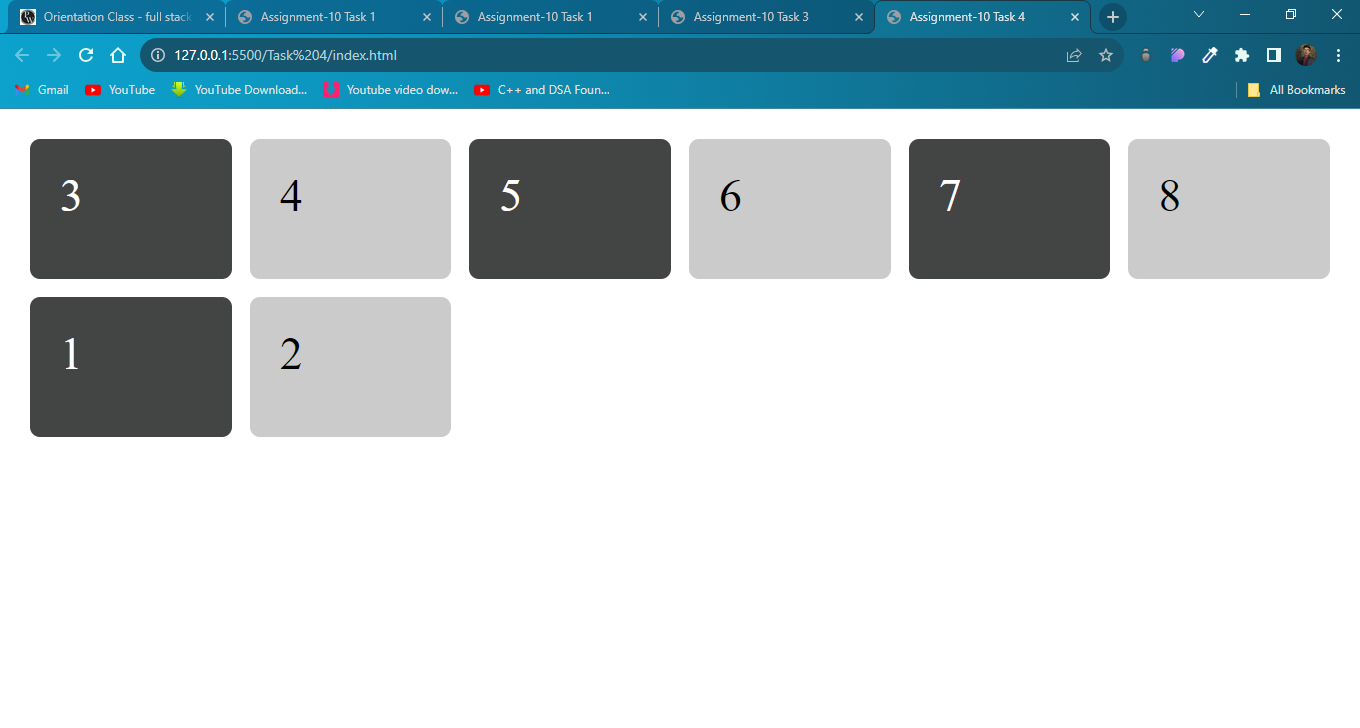 Orientation Class - full stack
Assignment-10 Task 1
Assignment-10 Task 1
Assignment-10 Task 3
Assignment-10 Task 4
127.0.0.1:5500/Task%204/index.html
Gmail
YouTube
YouTube Download...
Youtube video dow...
C++ and DSA Foun...
All Bookmarks
3
4
5
6
7
8
1
2